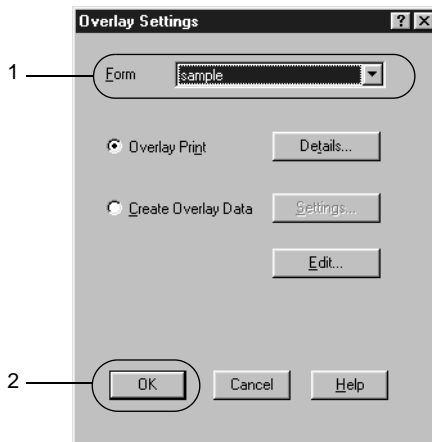 Overlay Settings
1
Form sample
Overlay Print Details...
Create Overlay Data Settings...
Edit...
2
OK Cancel Help